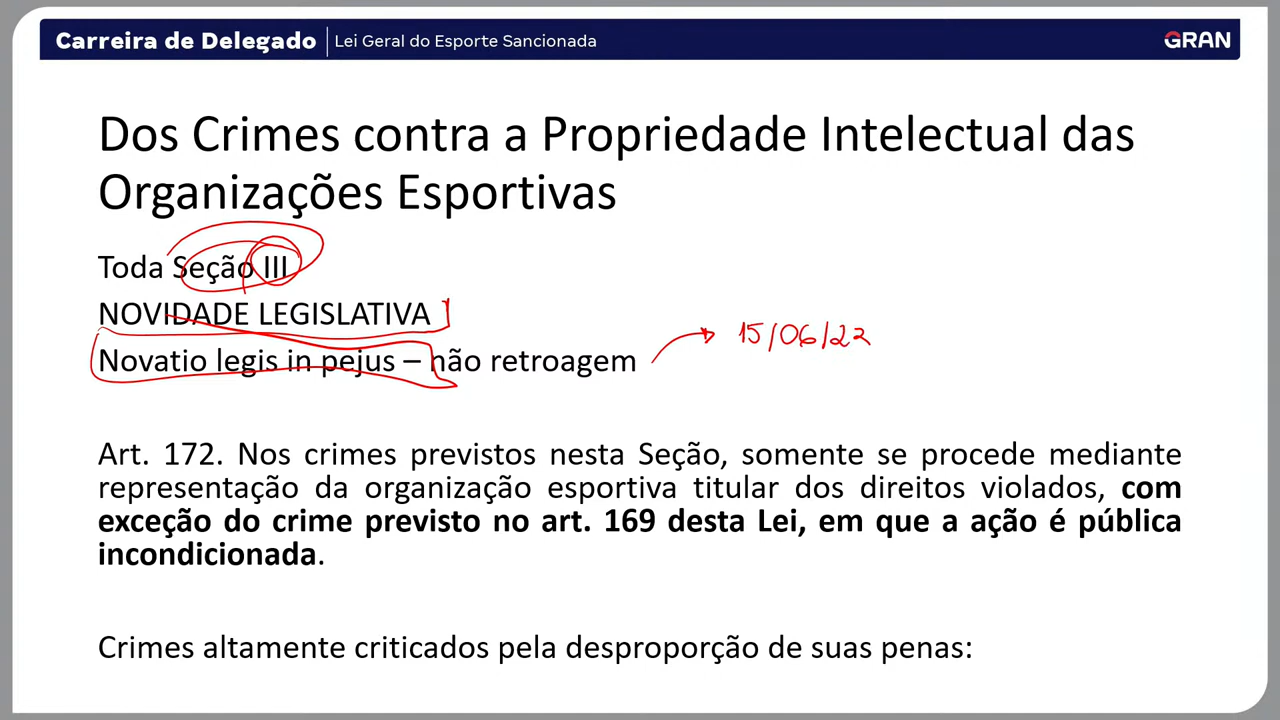 Carreira de Delegado | Lei Geral do Esporte Sancionada
GRAN
Dos Crimes contra a Propriedade Intelectual das
Organizações Esportivas
Toda Seção III
NOVIDADE LEGISLATIVA
Novatio legis in pejus – não retroagem
15/06/23
Art. 172. Nos crimes previstos nesta Seção, somente se procede mediante
representação da organização esportiva titular dos direitos violados, com
exceção do crime previsto no art. 169 desta Lei, em que a ação é pública
incondicionada.
Crimes altamente criticados pela desproporção de suas penas: